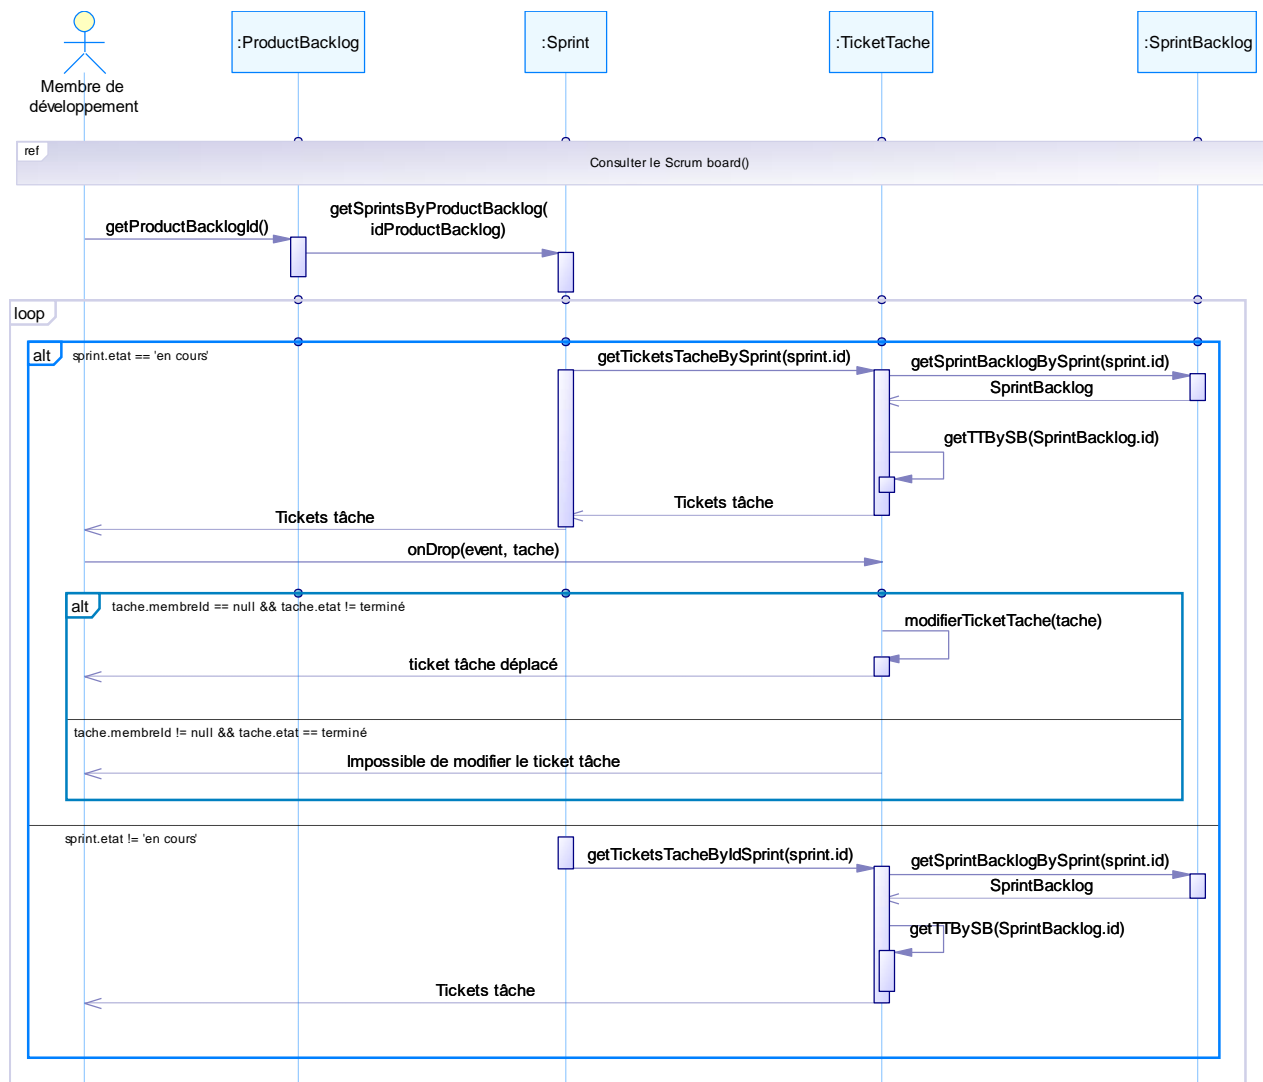 :ProductBacklog
:Sprint
:TicketTache
:SprintBacklog
Membre de
développement
ref
Consulter le Scrum board()
getProductBacklogId()
getSprintsByProductBacklog(
idProductBacklog)
loop
alt
sprint.etat == 'en cours'
getTicketsTacheBySprint(sprint.id)
getSprintBacklogBySprint(sprint.id)
SprintBacklog
getTTBySB(SprintBacklog.id)
Tickets tâche
Tickets tâche
onDrop(event, tache)
alt
tache.membreId == null && tache.etat != terminé
modifierTicketTache(tache)
ticket tâche déplacé
tache.membreId != null && tache.etat == terminé
Impossible de modifier le ticket tâche
sprint.etat != 'en cours'
getTicketsTacheByIdSprint(sprint.id)
getSprintBacklogBySprint(sprint.id)
SprintBacklog
getTTBySB(SprintBacklog.id)
Tickets tâche